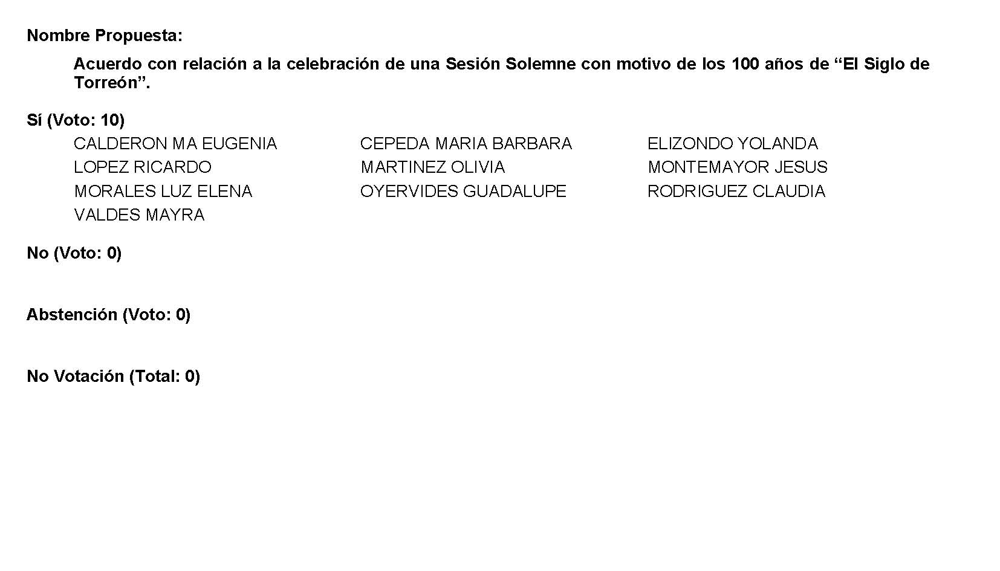 Nombre Propuesta:
Acuerdo con relación a la celebración de una Sesión Solemne con motivo de los 100 años de “El Siglo de
Torreón”.
Sí (Voto: 10)
CALDERON MA EUGENIA CEPEDA MARIA BARBARA ELIZONDO YOLANDA
LOPEZ RICARDO MARTINEZ OLIVIA MONTEMAYOR JESUS
MORALES LUZ ELENA OYERVIDES GUADALUPE RODRIGUEZ CLAUDIA
VALDES MAYRA
No (Voto: 0)
Abstención (Voto: 0)
No Votación (Total: 0)